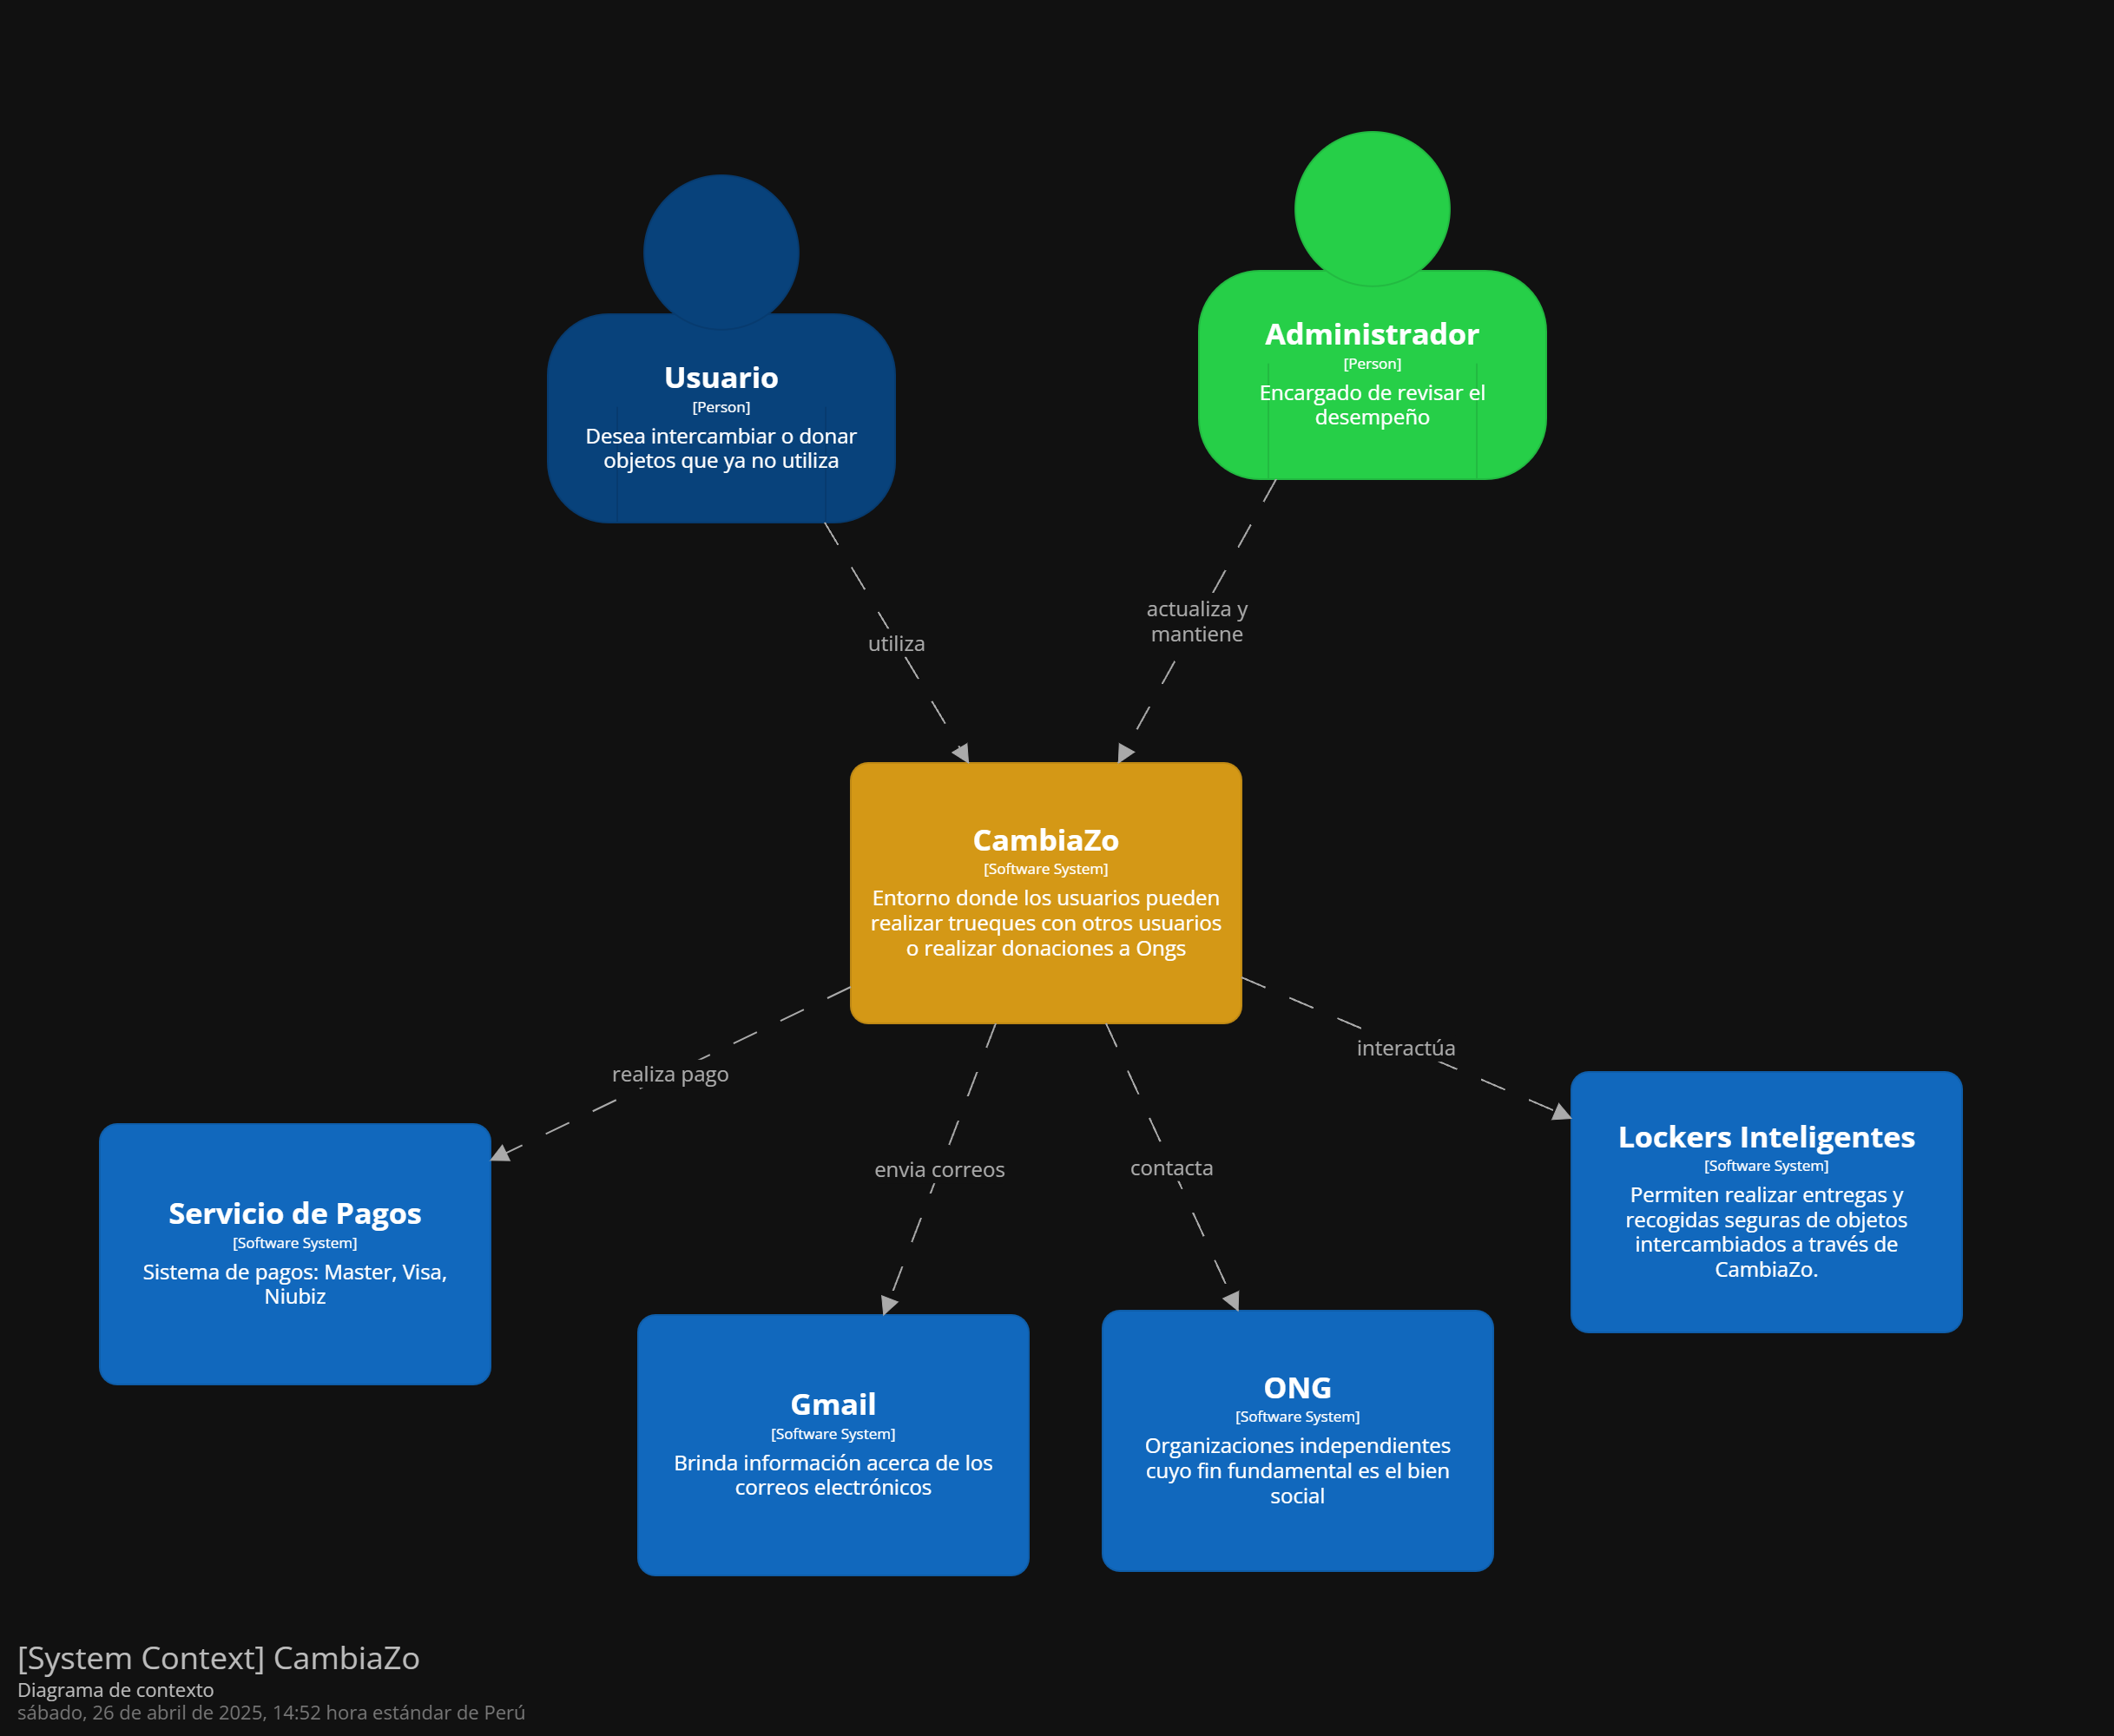 Usuario
[Person]
Desea intercambiar o donar
objetos que ya no utiliza
Administrador
[Person]
Encargado de revisar el
desempeño
utiliza
actualiza y
mantiene
CambiaZo
[Software System]
Entorno donde los usuarios pueden
realizar trueques con otros usuarios
o realizar donaciones a Ongs
realiza pago
envia correos
contacta
interactúa
Servicio de Pagos
[Software System]
Sistema de pagos: Master, Visa,
Niubiz
Gmail
[Software System]
Brinda información acerca de los
correos electrónicos
ONG
[Software System]
Organizaciones independientes
cuyo fin fundamental es el bien
social
Lockers Inteligentes
[Software System]
Permiten realizar entregas y
recogidas seguras de objetos
intercambiados a través de
CambiaZo.
[System Context] CambiaZo
Diagrama de contexto
sábado, 26 de abril de 2025, 14:52 hora estándar de Perú